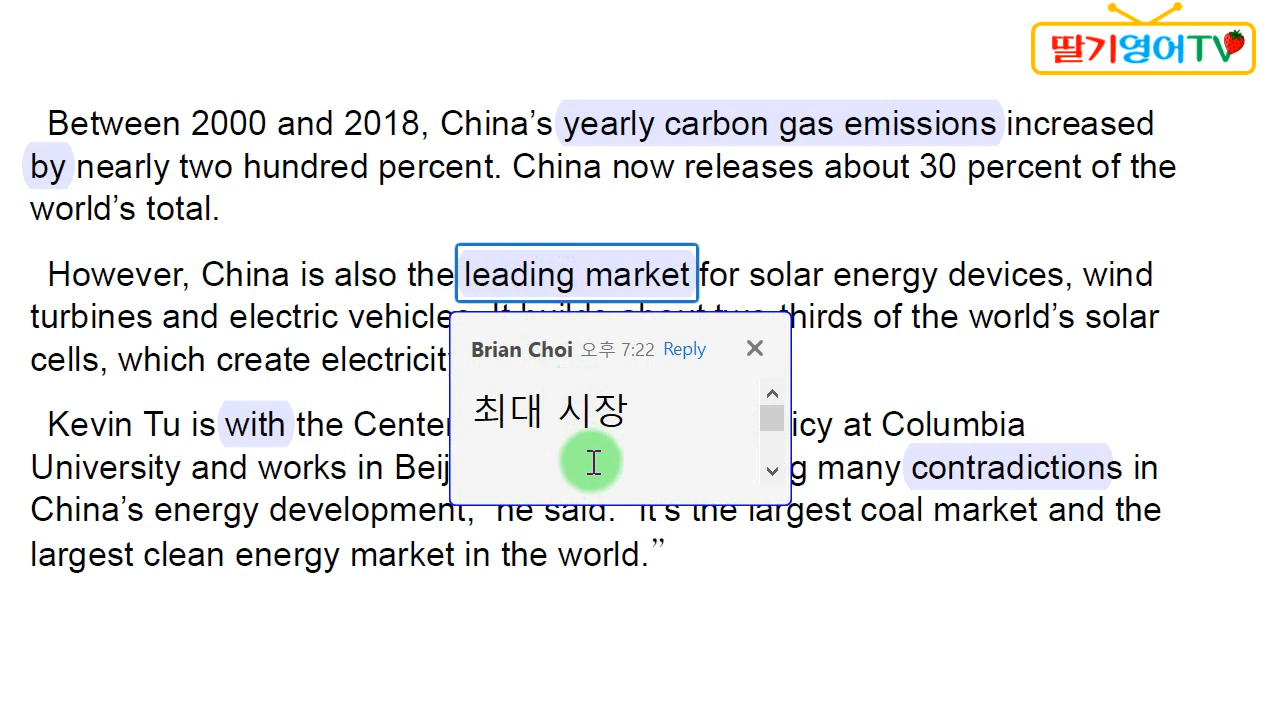 딸기영어TV
Between 2000 and 2018, China's yearly carbon gas emissions increased
by nearly two hundred percent. China now releases about 30 percent of the
world's total.
However, China is also the leading market for solar energy devices, wind
turbines and electric vehicles. It builds about two thirds of the world's solar
cells, which create electricity
Brian Choi 오후 7:22 Reply
최대 시장
Kevin Tu is with the Center icy at Columbia
University and works in Beij g many contradictions in
China's energy development," he said. "It's the largest coal market and the
largest clean energy market in the world.”